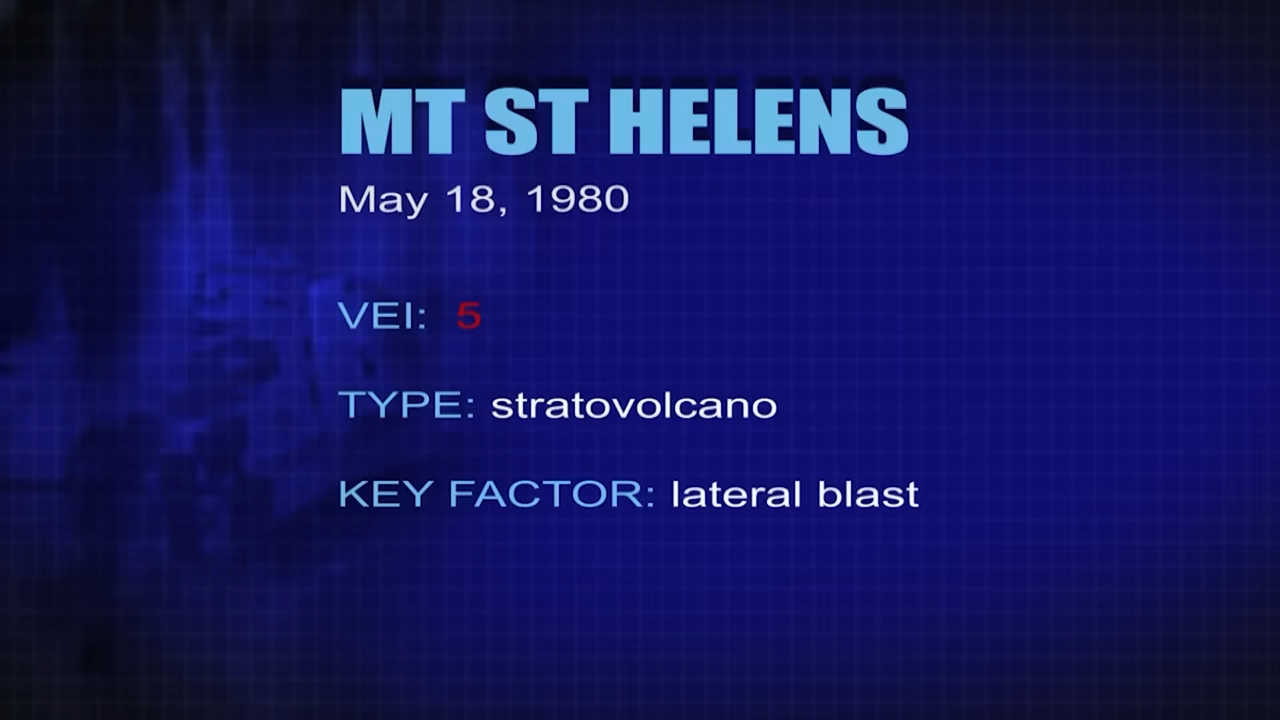 MT ST HELENS
May 18, 1980
VEI: 5
TYPE: stratovolcano
KEY FACTOR: lateral blast